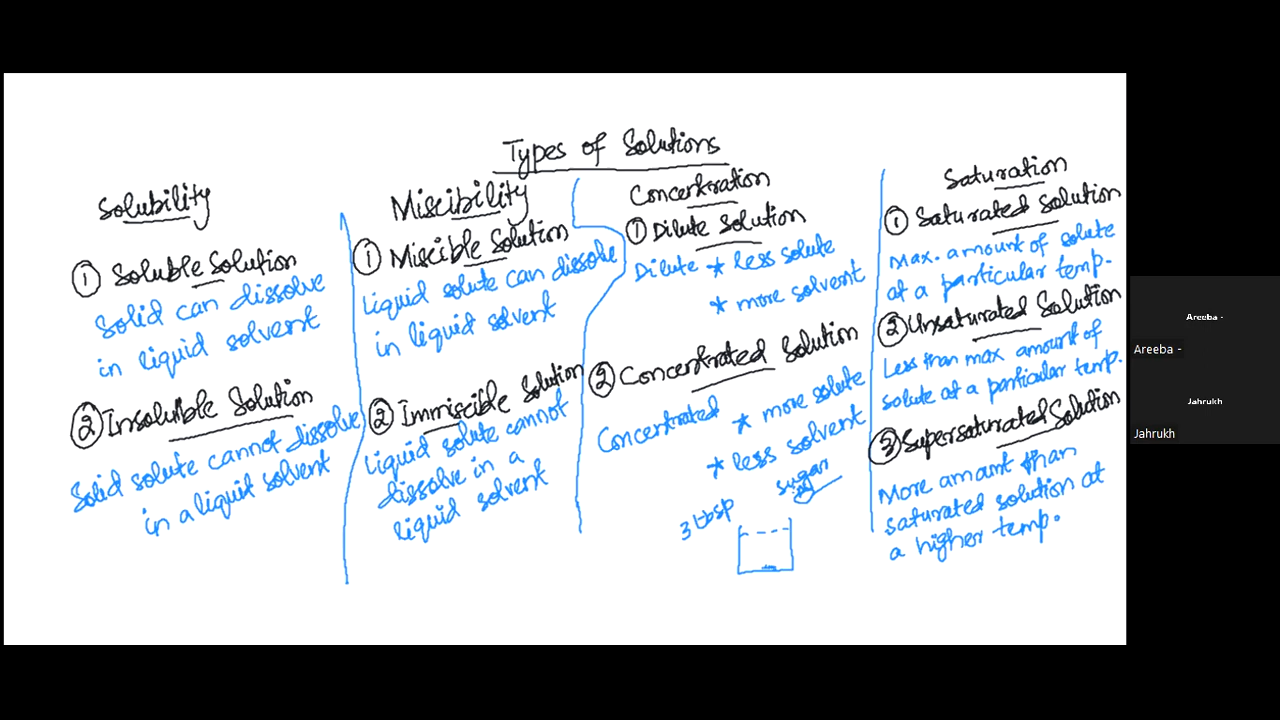 Types of Solutions
Solubility
① Soluble Solution
Solid can dissolve
in liquid solvent
② Insoluble Solution
Solid solute cannot dissolve
in a liquid solvent
Miscibility
① Miscible Solution
Liquid solute can dissolve
in liquid solvent
② Immiscible Solution
Liquid solute cannot
dissolve in a
liquid solvent
Concentration
① Dilute Solution
Dilute * less solute
* more solvent
② Concentrated Solution
Concentrated * more solute
* less solvent
sugar
3 tbsp
Saturation
① Saturated Solution
Max. amount of solute
at a particular temp.
② Unsaturated Solution
Less than max amount of
solute at a particular temp.
③ Supersaturated Solution
More amount than
saturated solution at
a higher temp.
Areeba -
Areeba -
Jahrukh
Jahrukh